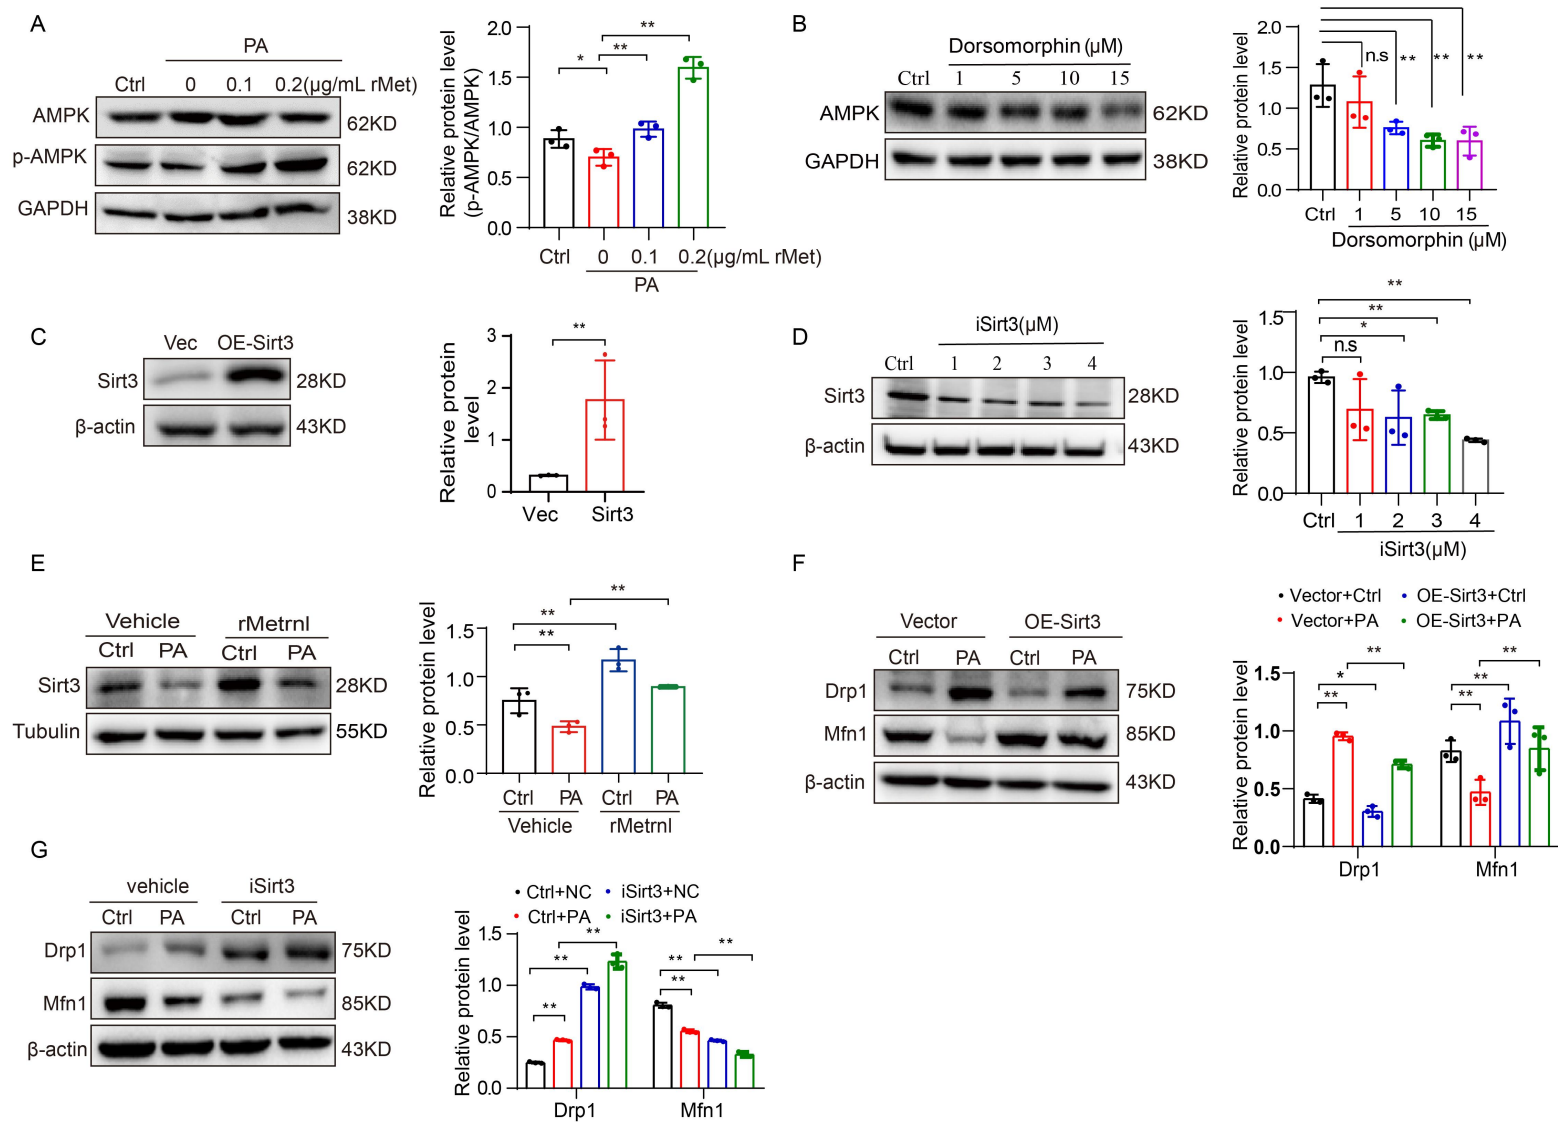 A
PA
Ctrl 0 0.1 0.2(µg/mL rMet)
AMPK 62KD
p-AMPK 62KD
GAPDH 38KD
Relative protein level
(p-AMPK/AMPK)
2.0
1.5
1.0
0.5
0.0
* ** **
Ctrl 0 0.1 0.2(µg/mL rMet)
PA
B
Dorsomorphin (µM)
Ctrl 1 5 10 15
AMPK 62KD
GAPDH 38KD
Relative protein level
2.0
1.5
1.0
0.5
0.0
n.s ** ** **
Ctrl 1 5 10 15
Dorsomorphin (µM)
C
Vec OE-Sirt3
Sirt3 28KD
β-actin 43KD
Relative protein
level
3
2
1
0
**
Vec Sirt3
D
iSirt3(µM)
Ctrl 1 2 3 4
Sirt3 28KD
β-actin 43KD
Relative protein level
1.5
1.0
0.5
0.0
**
**
*
n.s
Ctrl 1 2 3 4
iSirt3(µM)
E
Vehicle rMetrnl
Ctrl PA Ctrl PA
Sirt3 28KD
Tubulin 55KD
Relative protein level
1.5
1.0
0.5
0.0
**
**
**
Ctrl PA Ctrl PA
Vehicle rMetrnl
F
Vector OE-Sirt3
Ctrl PA Ctrl PA
Drp1 75KD
Mfn1 85KD
β-actin 43KD
Vector+Ctrl OE-Sirt3+Ctrl
Vector+PA OE-Sirt3+PA
Relative protein level
1.5
1.0
0.5
0.0
** * ** ** ** **
Drp1 Mfn1
G
vehicle iSirt3
Ctrl PA Ctrl PA
Drp1 75KD
Mfn1 85KD
β-actin 43KD
Ctrl+NC iSirt3+NC
Ctrl+PA iSirt3+PA
Relative protein level
1.5
1.0
0.5
0.0
** ** ** ** ** **
Drp1 Mfn1